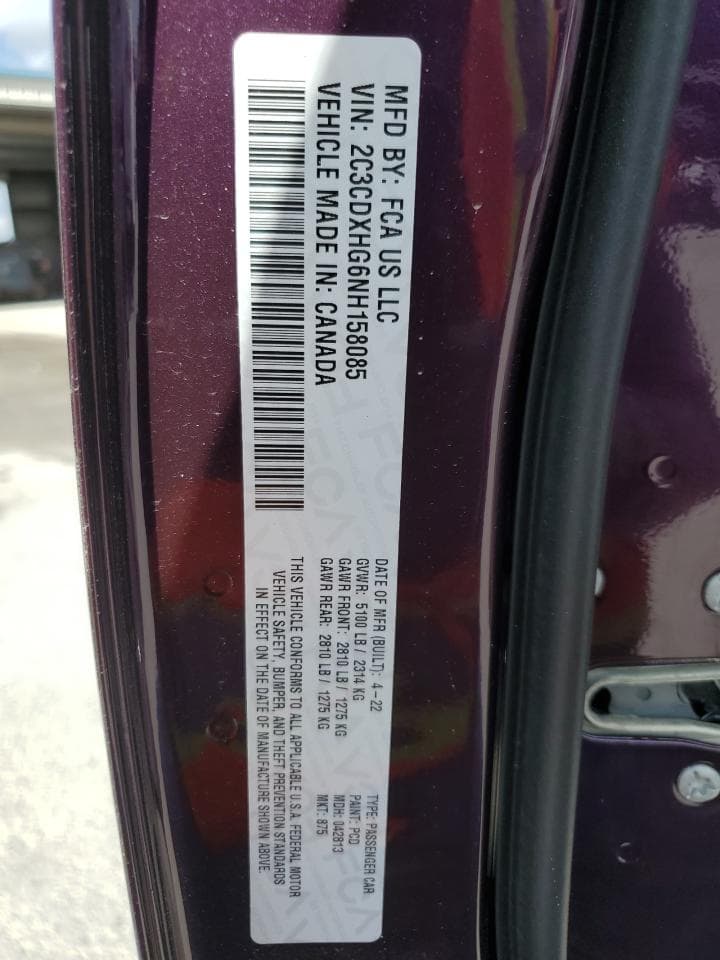 MFD BY: FCA US LLC
VIN: 2C3CDXHG6NH158085
VEHICLE MADE IN: CANADA
DATE OF MFR (BUILT): 4-22
GVWR: 5100 LB / 2314 KG
GAWR FRONT: 2810 LB / 1275 KG
GAWR REAR: 2810 LB / 1275 KG
TYPE: PASSENGER CAR
PAINT: PCD
MDH: 042813
MKT: 875
THIS VEHICLE CONFORMS TO ALL APPLICABLE U.S.A. FEDERAL MOTOR
VEHICLE SAFETY, BUMPER, AND THEFT PREVENTION STANDARDS
IN EFFECT ON THE DATE OF MANUFACTURE SHOWN ABOVE.